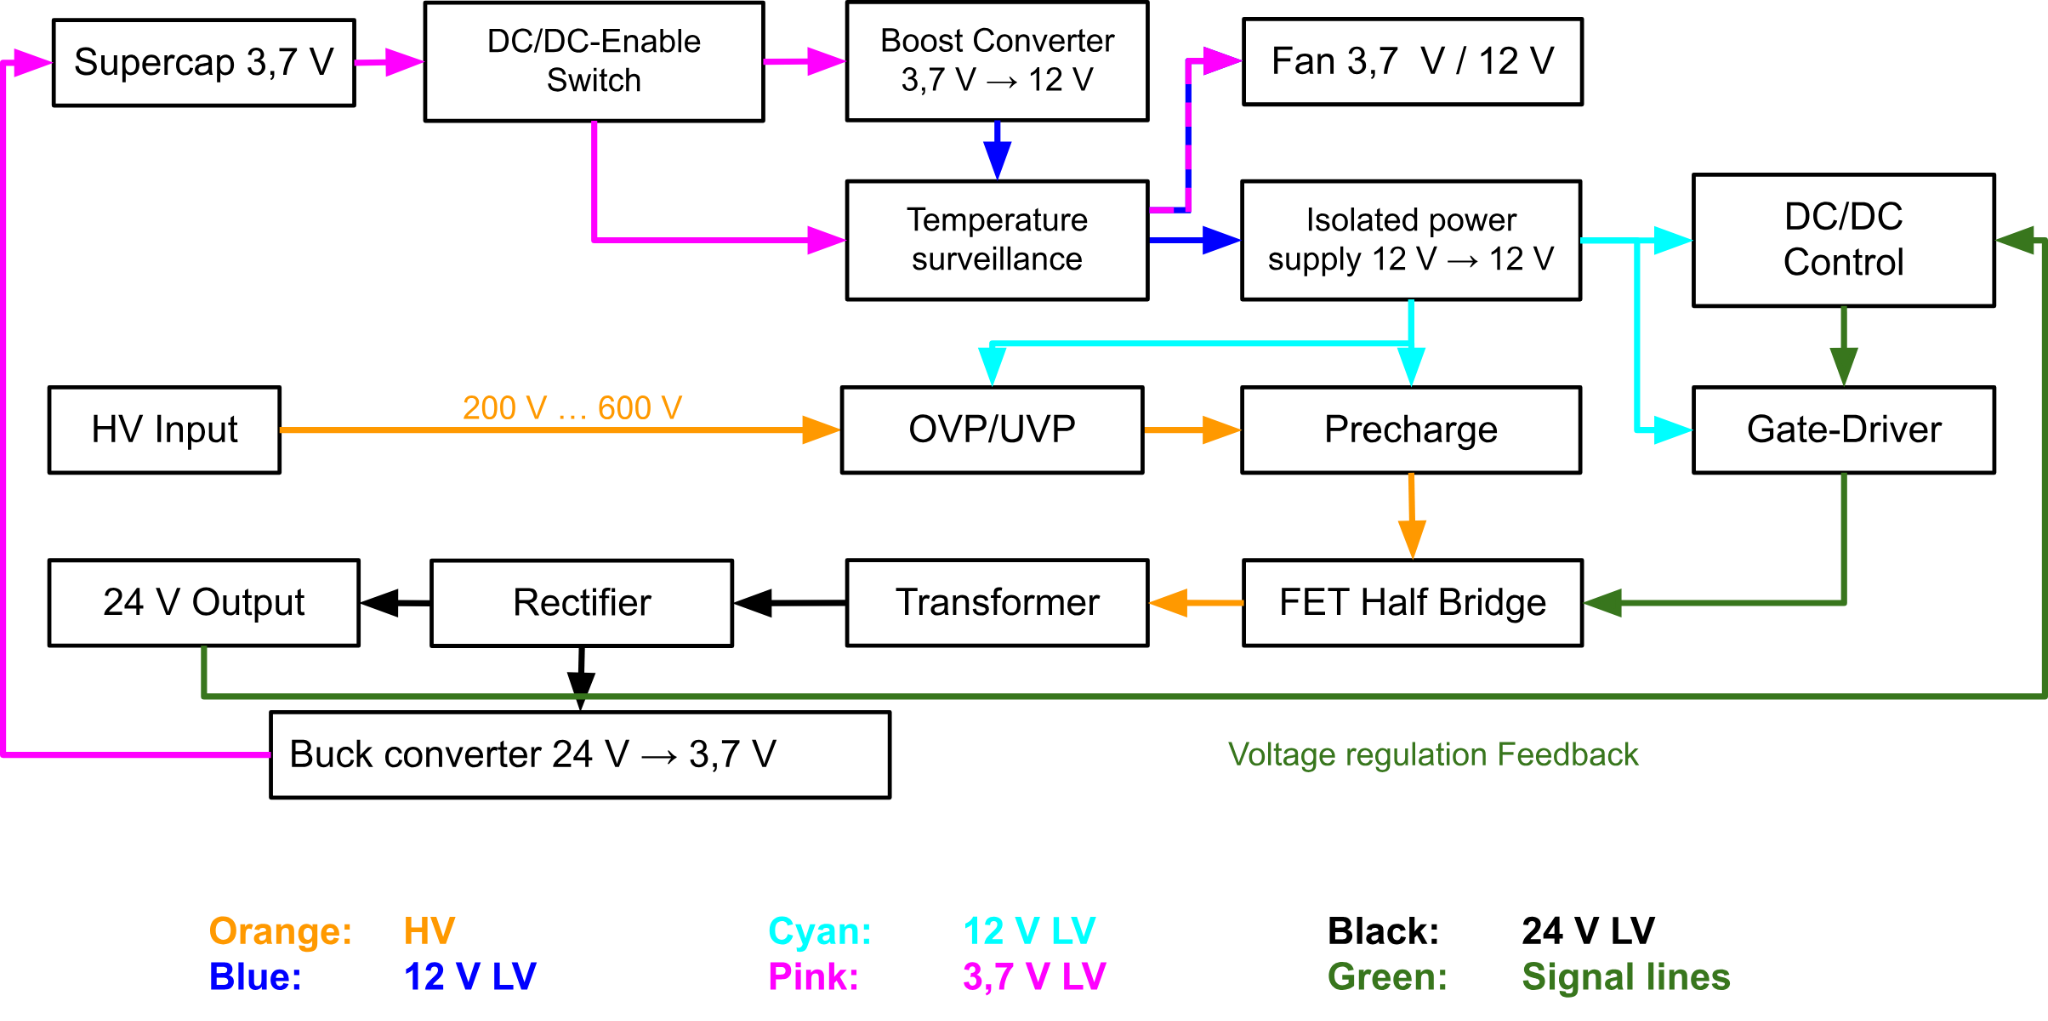 Supercap 3,7 V
DC/DC-Enable
Switch
Boost Converter
3,7 V → 12 V
Fan 3,7  V / 12 V
Temperature
surveillance
Isolated power
supply 12 V → 12 V
DC/DC
Control
HV Input
200 V … 600 V
OVP/UVP
Precharge
Gate-Driver
24 V Output
Rectifier
Transformer
FET Half Bridge
Buck converter 24 V → 3,7 V
Voltage regulation Feedback
Orange: HV
Cyan: 12 V LV
Black: 24 V LV
Blue: 12 V LV
Pink: 3,7 V LV
Green: Signal lines